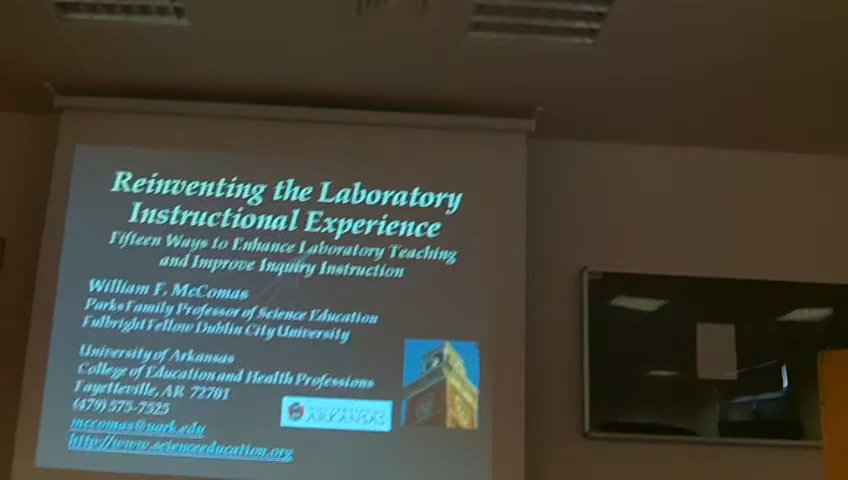 Reinventing the Laboratory
Instructional Experience
Fifteen Ways to Enhance Laboratory Teaching
and Improve Inquiry Instruction
William F. McComas
Parks Family Professor of Science Education
Fulbright Fellow Dublin City University
University of Arkansas
College of Education and Health Professions
Fayetteville, AR 72701
(479) 575-7525
mccomas@uark.edu
http://www.scienceeducation.org
ARKANSAS